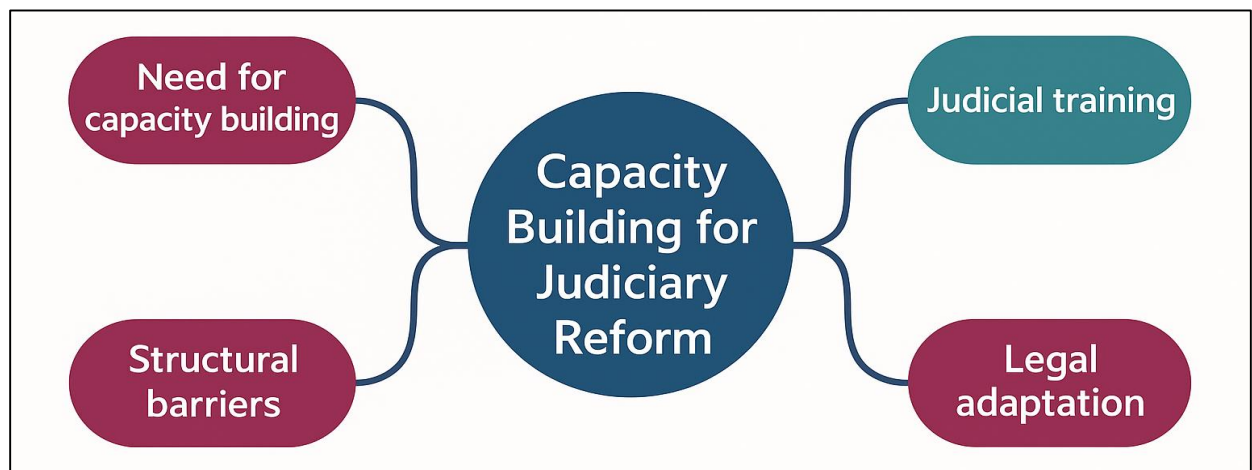 Need for
capacity building
Judicial training
Capacity
Building for
Judiciary
Reform
Structural
barriers
Legal
adaptation